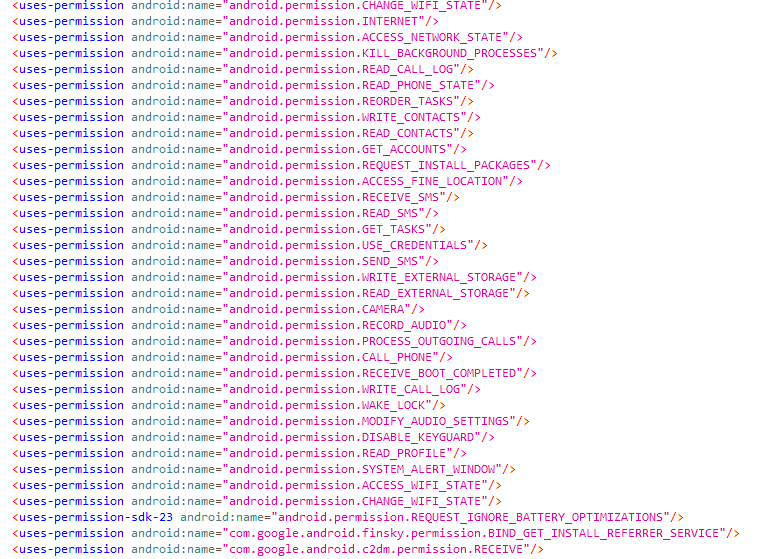 <uses-permission android:name="android.permission.CHANGE_WIFI_STATE"/>
<uses-permission android:name="android.permission.INTERNET"/>
<uses-permission android:name="android.permission.ACCESS_NETWORK_STATE"/>
<uses-permission android:name="android.permission.KILL_BACKGROUND_PROCESSES"/>
<uses-permission android:name="android.permission.READ_CALL_LOG"/>
<uses-permission android:name="android.permission.READ_PHONE_STATE"/>
<uses-permission android:name="android.permission.REORDER_TASKS"/>
<uses-permission android:name="android.permission.WRITE_CONTACTS"/>
<uses-permission android:name="android.permission.READ_CONTACTS"/>
<uses-permission android:name="android.permission.GET_ACCOUNTS"/>
<uses-permission android:name="android.permission.REQUEST_INSTALL_PACKAGES"/>
<uses-permission android:name="android.permission.ACCESS_FINE_LOCATION"/>
<uses-permission android:name="android.permission.RECEIVE_SMS"/>
<uses-permission android:name="android.permission.READ_SMS"/>
<uses-permission android:name="android.permission.GET_TASKS"/>
<uses-permission android:name="android.permission.USE_CREDENTIALS"/>
<uses-permission android:name="android.permission.SEND_SMS"/>
<uses-permission android:name="android.permission.WRITE_EXTERNAL_STORAGE"/>
<uses-permission android:name="android.permission.READ_EXTERNAL_STORAGE"/>
<uses-permission android:name="android.permission.CAMERA"/>
<uses-permission android:name="android.permission.RECORD_AUDIO"/>
<uses-permission android:name="android.permission.PROCESS_OUTGOING_CALLS"/>
<uses-permission android:name="android.permission.CALL_PHONE"/>
<uses-permission android:name="android.permission.RECEIVE_BOOT_COMPLETED"/>
<uses-permission android:name="android.permission.WRITE_CALL_LOG"/>
<uses-permission android:name="android.permission.WAKE_LOCK"/>
<uses-permission android:name="android.permission.MODIFY_AUDIO_SETTINGS"/>
<uses-permission android:name="android.permission.DISABLE_KEYGUARD"/>
<uses-permission android:name="android.permission.READ_PROFILE"/>
<uses-permission android:name="android.permission.SYSTEM_ALERT_WINDOW"/>
<uses-permission android:name="android.permission.ACCESS_WIFI_STATE"/>
<uses-permission android:name="android.permission.CHANGE_WIFI_STATE"/>
<uses-permission-sdk-23 android:name="android.permission.REQUEST_IGNORE_BATTERY_OPTIMIZATIONS"/>
<uses-permission android:name="com.google.android.finsky.permission.BIND_GET_INSTALL_REFERRER_SERVICE"/>
<uses-permission android:name="com.google.android.c2dm.permission.RECEIVE"/>